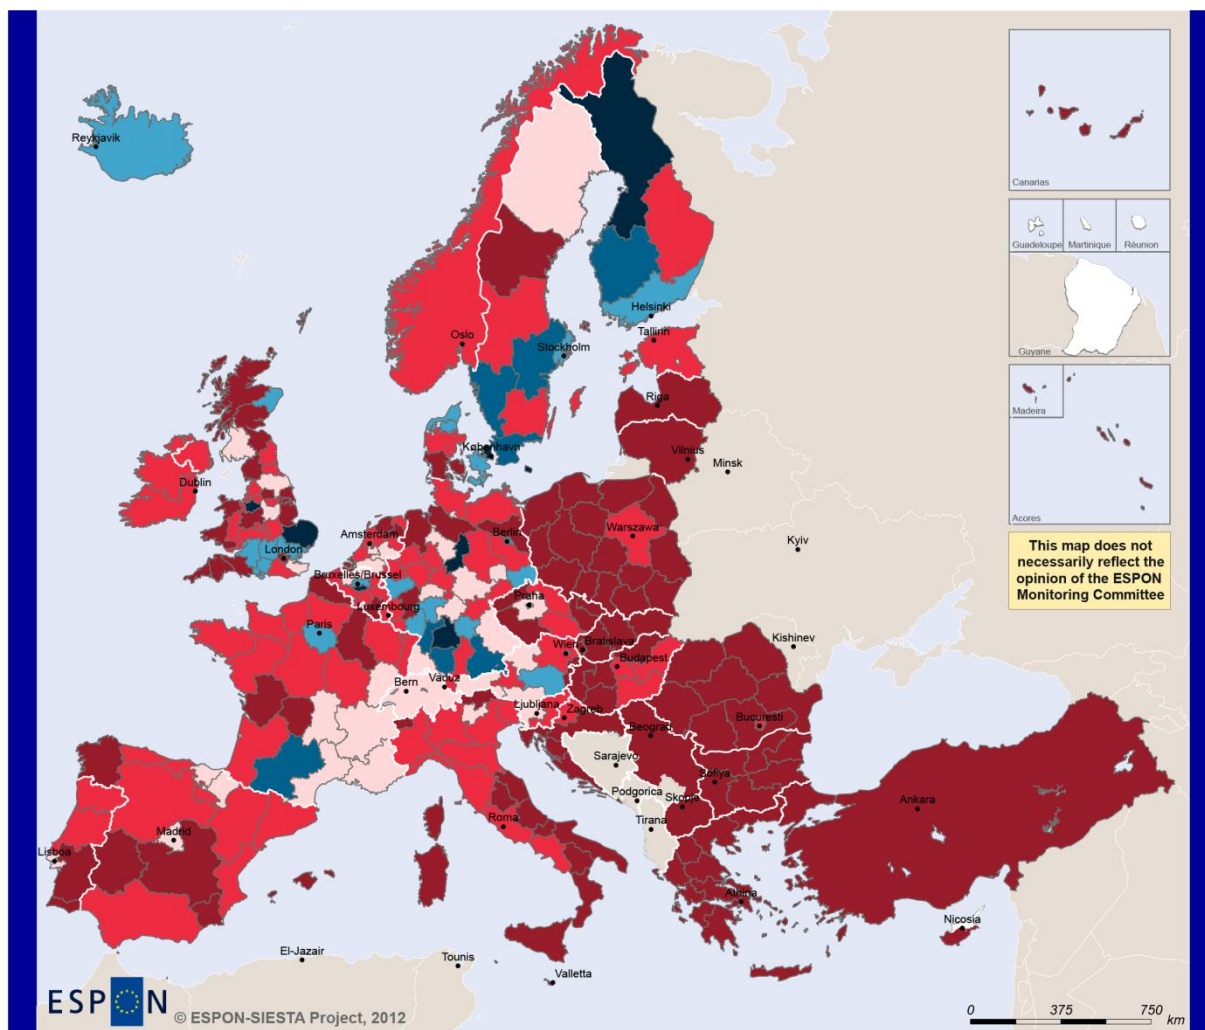 Reykjavik
Canarias
Guadeloupe
Martinique
Réunion
Helsinki
Tallirin
Oslo
Stockholm
Guyane
Riga
Madeira
København
Vilnius
Minsk
Dublin
Acores
Amsterdam
Berlin
Warszawa
London
Kyiv
This map does not
necessarily reflect the
opinion of the ESPON
Monitoring Committee
Bruxelles/Brussel
Luxembourg
Praha
Paris
Wien
Bratislava
Kishinev
Budapest
Bern
Vaduz
Ljubljana
Zagreb
Beograd
Bucuresti
Sarajevo
Sofiya
Podgorica
Skopje
Ankara
Roma
Tirana
Madrid
Lisboa
Athina
Nicosia
El-Jazair
Tounis
Valletta
ESPON
© ESPON-SIESTA Project, 2012
0 375 750
km